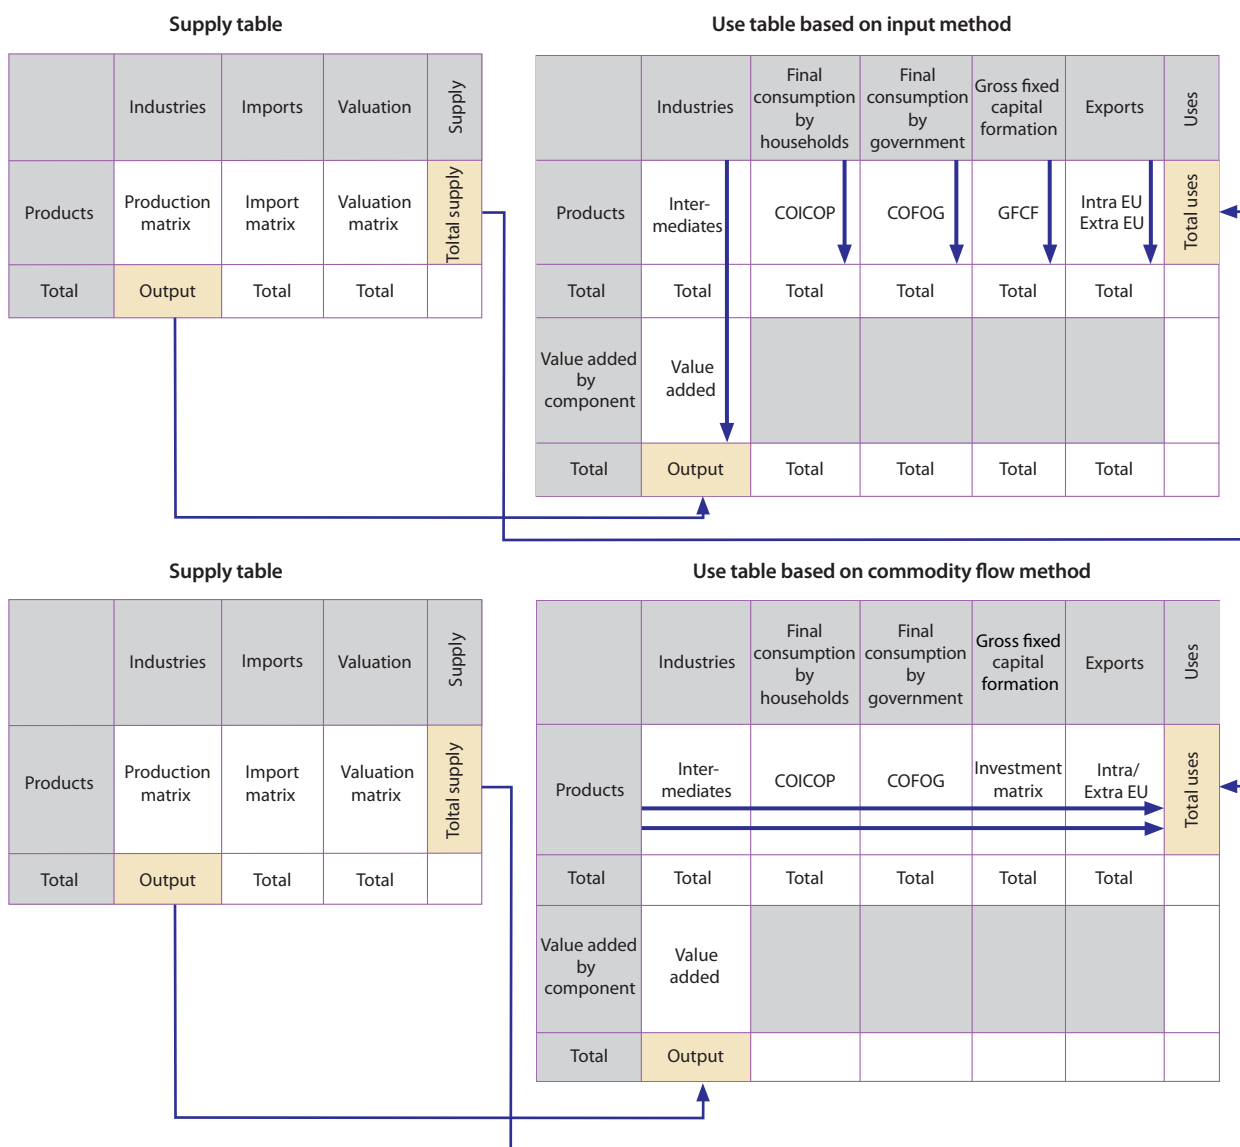 Supply table
Use table based on input method
Industries
Imports
Valuation
Supply
Products
Production
matrix
Import
matrix
Valuation
matrix
Toltal supply
Total
Output
Total
Total
Industries
Final
consumption
by
households
Final
consumption
by
government
Gross fixed
capital
formation
Exports
Uses
Products
Inter-
mediates
COICOP
COFOG
GFCF
Intra EU
Extra EU
Total uses
Total
Total
Total
Total
Total
Total
Value added
by
component
Value
added
Total
Output
Total
Total
Total
Total
Supply table
Use table based on commodity flow method
Industries
Imports
Valuation
Supply
Products
Production
matrix
Import
matrix
Valuation
matrix
Toltal supply
Total
Output
Total
Total
Industries
Final
consumption
by
households
Final
consumption
by
government
Gross fixed
capital
formation
Exports
Uses
Products
Inter-
mediates
COICOP
COFOG
Investment
matrix
Intra/
Extra EU
Total uses
Total
Total
Total
Total
Total
Total
Value added
by
component
Value
added
Total
Output